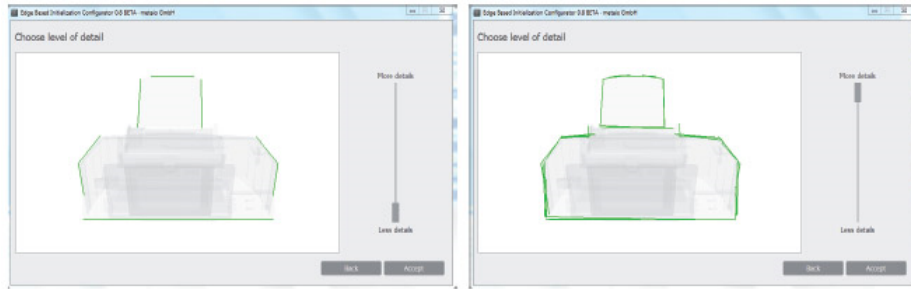 Edge Based Initialization Configurator 0.8 BETA - metaio GmbH
Choose level of detail
More details
Less details
Back
Accept
Edge Based Initialization Configurator 0.8 BETA - metaio GmbH
Choose level of detail
More details
Less details
Back
Accept